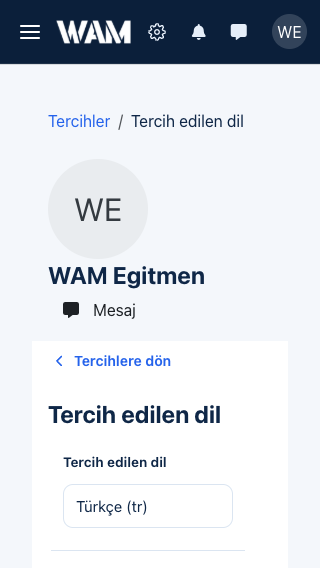 WAM
WE
Tercihler / Tercih edilen dil
WE
WAM Egitmen
Mesaj
Tercihlere dön
Tercih edilen dil
Tercih edilen dil
Türkçe (tr)